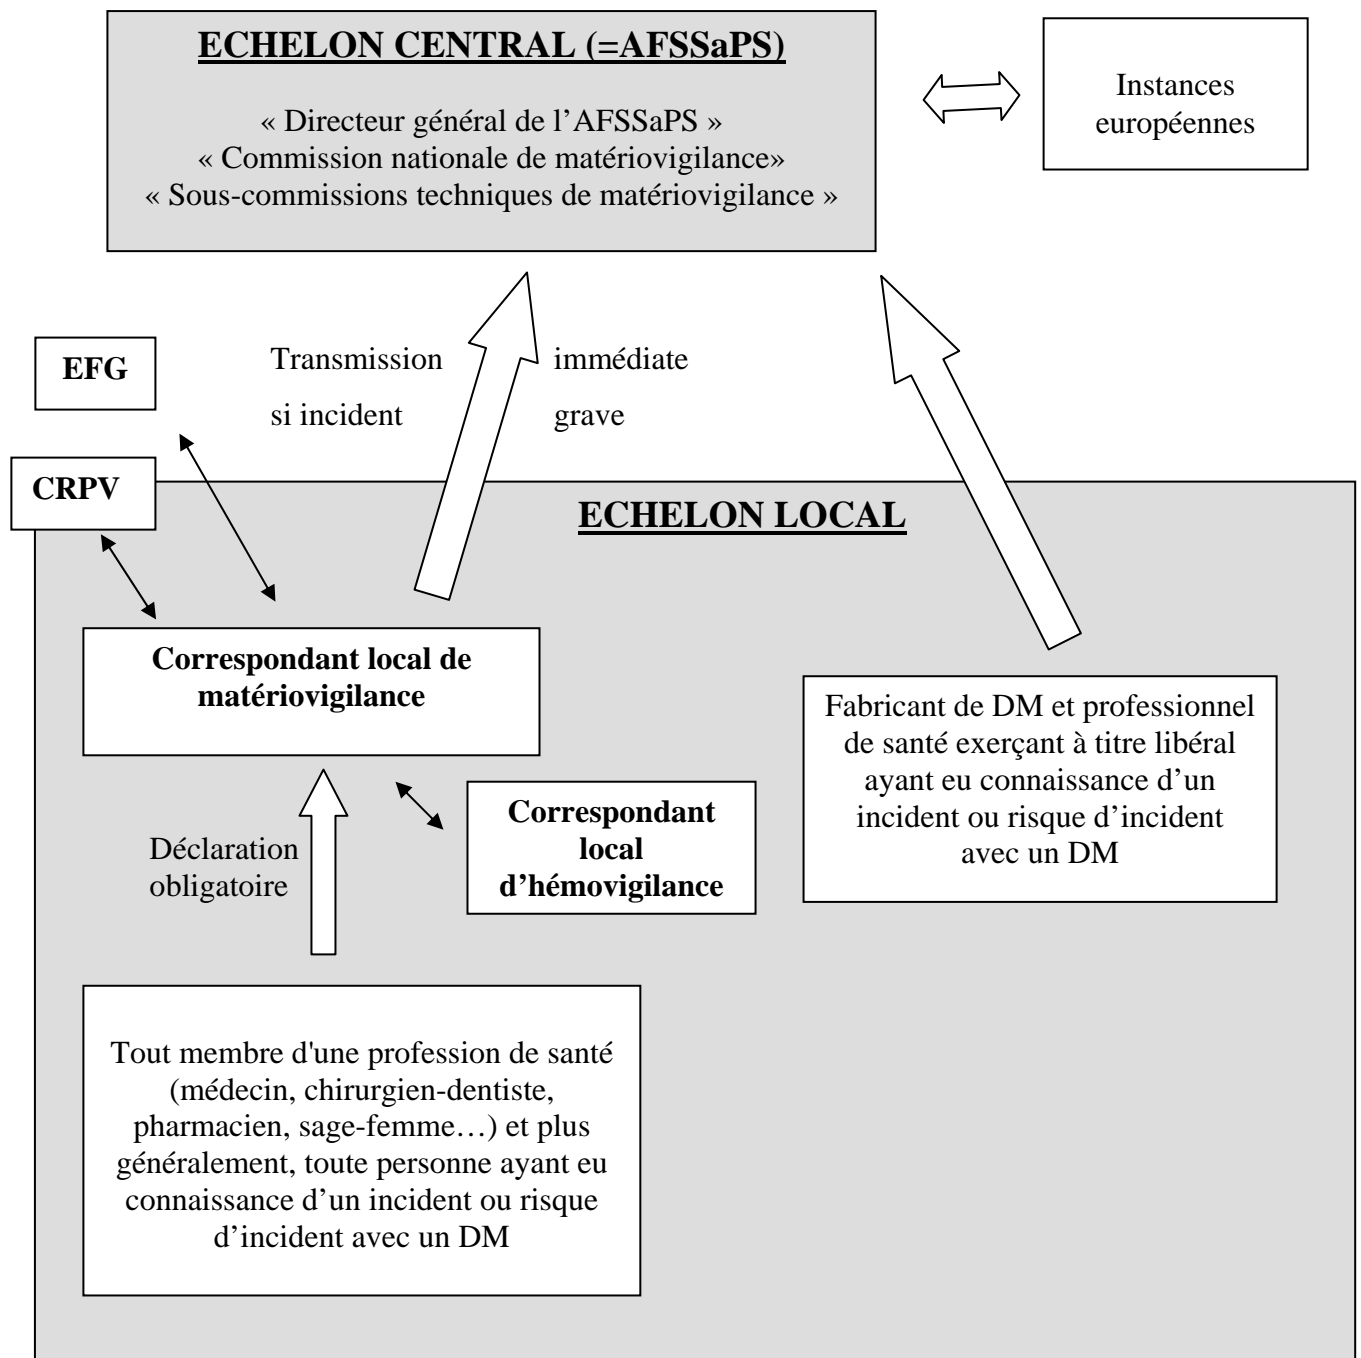 ECHELON CENTRAL (=AFSSaPS)
« Directeur général de l’AFSSaPS »
« Commission nationale de matériovigilance»
« Sous-commissions techniques de matériovigilance »
Instances
européennes
EFG
Transmission immédiate
si incident grave
CRPV
ECHELON LOCAL
Correspondant local de
matériovigilance
Fabricant de DM et professionnel
de santé exerçant à titre libéral
ayant eu connaissance d’un
incident ou risque d’incident
avec un DM
Correspondant
local
d’hémovigilance
Déclaration
obligatoire
Tout membre d'une profession de santé
(médecin, chirurgien-dentiste,
pharmacien, sage-femme…) et plus
généralement, toute personne ayant eu
connaissance d’un incident ou risque
d’incident avec un DM